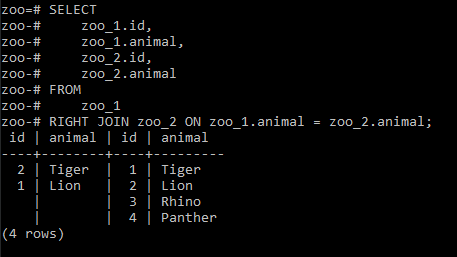 zoo=# SELECT
zoo-#     zoo_1.id,
zoo-#     zoo_1.animal,
zoo-#     zoo_2.id,
zoo-#     zoo_2.animal
zoo-# FROM
zoo-#     zoo_1
zoo-# RIGHT JOIN zoo_2 ON zoo_1.animal = zoo_2.animal;
 id | animal | id | animal
----+--------+----+---------
  2 | Tiger  |  1 | Tiger
  1 | Lion   |  2 | Lion
    |        |  3 | Rhino
    |        |  4 | Panther
(4 rows)